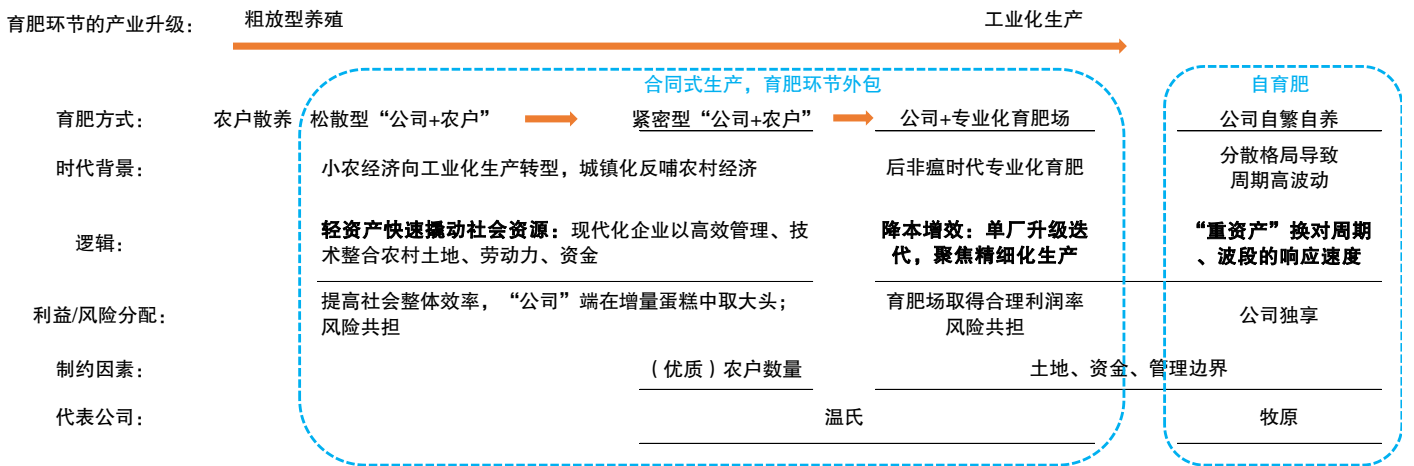 育肥环节的产业升级：
粗放型养殖
工业化生产
合同式生产，育肥环节外包
自育肥
育肥方式：
农户散养
松散型“公司+农户”
紧密型“公司+农户”
公司+专业化育肥场
公司自繁自养
时代背景：
小农经济向工业化生产转型，城镇化反哺农村经济
后非瘟时代专业化育肥
分散格局导致
周期高波动
逻辑：
轻资产快速撬动社会资源：现代化企业以高效管理、技
术整合农村土地、劳动力、资金
降本增效：单厂升级迭
代，聚焦精细化生产
“重资产”换对周期
、波段的响应速度
利益/风险分配：
提高社会整体效率，“公司”端在增量蛋糕中取大头；
风险共担
育肥场取得合理利润率
风险共担
公司独享
制约因素：
（优质）农户数量
土地、资金、管理边界
代表公司：
温氏
牧原